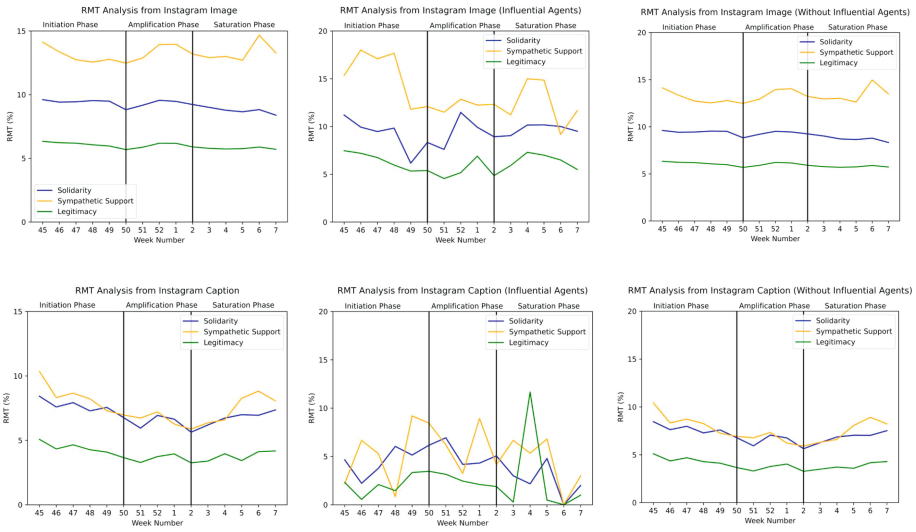 RMT Analysis from Instagram Image
Initiation Phase Amplification Phase Saturation Phase
15
10
5
0
RMT (%)
Solidarity
Sympathetic Support
Legitimacy
45 46 47 48 49 50 51 52 1 2 3 4 5 6 7
Week Number
RMT Analysis from Instagram Image (Influential Agents)
Initiation Phase Amplification Phase Saturation Phase
20
15
10
5
0
RMT (%)
Solidarity
Sympathetic Support
Legitimacy
45 46 47 48 49 50 51 52 1 2 3 4 5 6 7
Week Number
RMT Analysis from Instagram Image (Without Influential Agents)
Initiation Phase Amplification Phase Saturation Phase
20
15
10
5
0
RMT (%)
Solidarity
Sympathetic Support
Legitimacy
45 46 47 48 49 50 51 52 1 2 3 4 5 6 7
Week Number
RMT Analysis from Instagram Caption
Initiation Phase Amplification Phase Saturation Phase
15
10
5
0
RMT (%)
Solidarity
Sympathetic Support
Legitimacy
45 46 47 48 49 50 51 52 1 2 3 4 5 6 7
Week Number
RMT Analysis from Instagram Caption (Influential Agents)
Initiation Phase Amplification Phase Saturation Phase
20
15
10
5
0
RMT (%)
Solidarity
Sympathetic Support
Legitimacy
45 46 47 48 49 50 51 52 1 2 3 4 5 6 7
Week Number
RMT Analysis from Instagram Caption (Without Influential Agents)
Initiation Phase Amplification Phase Saturation Phase
20
15
10
5
0
RMT (%)
Solidarity
Sympathetic Support
Legitimacy
45 46 47 48 49 50 51 52 1 2 3 4 5 6 7
Week Number